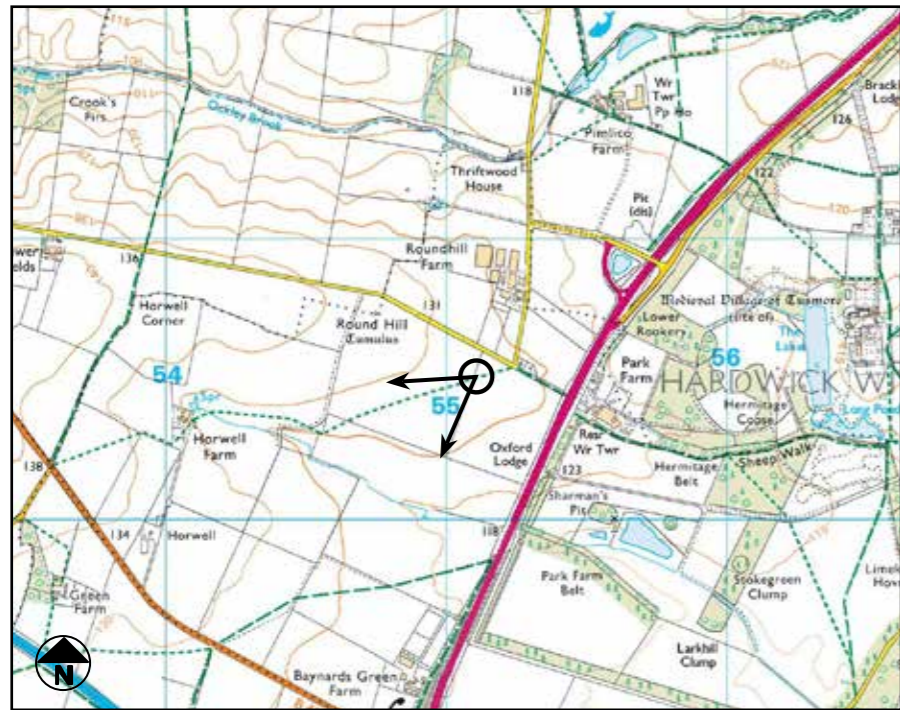 118
Crook's
Firs
Ockley Brook
118
Wr
Twr
Pp Ho
Pimlico
Farm
Thriftwood
House
Brackl
Lodge
126
122
120
Pit
(dis)
Roundhill
Farm
136
Horwell
Corner
131
Round Hill
Tumulus
Medieval Village of Tusmore
(site of)
Lower
Rookery
The
Lake
54
55
56
Park
Farm
HARDWICK W
Hermitage
Copse
Long Pond
Spr
Horwell
Farm
Oxford
Lodge
Resr
Wr Twr
Sheep Walk
123
Hermitage
Belt
138
Sharman's
Pit
134
Horwell
118
Park Farm
Belt
Stokegreen
Clump
Limek
Hov
Green
Farm
Larkhill
Clump
Baynards Green
Farm
N